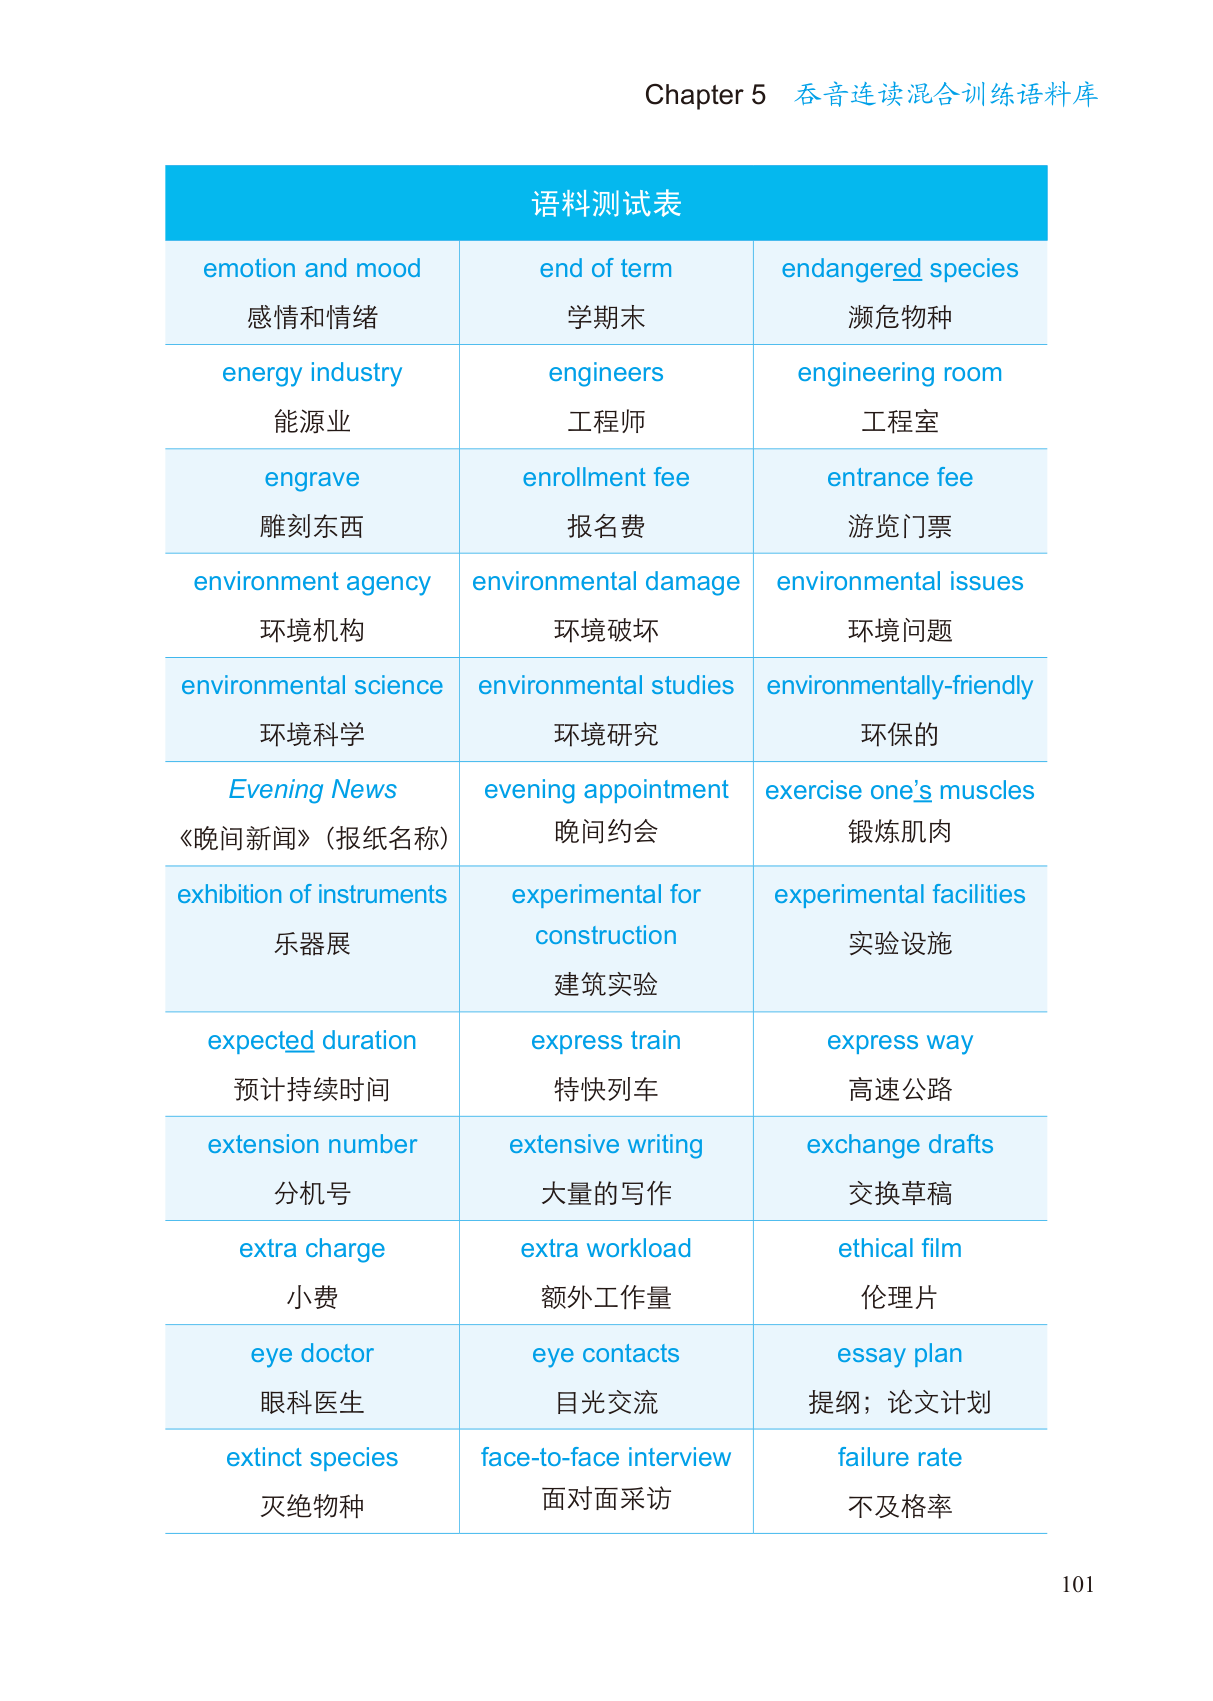 Chapter 5 吞音连读混合训练语料库
语料测试表
emotion and mood
感情和情绪
end of term
学期末
endangered species
濒危物种
energy industry
能源业
engineers
工程师
engineering room
工程室
engrave
雕刻东西
enrollment fee
报名费
entrance fee
游览门票
environment agency
环境机构
environmental damage
环境破坏
environmental issues
环境问题
environmental science
环境科学
environmental studies
环境研究
environmentally-friendly
环保的
Evening News
《晚间新闻》（报纸名称）
evening appointment
晚间约会
exercise one’s muscles
锻炼肌肉
exhibition of instruments
乐器展
experimental for
construction
建筑实验
experimental facilities
实验设施
expected duration
预计持续时间
express train
特快列车
express way
高速公路
extension number
分机号
extensive writing
大量的写作
exchange drafts
交换草稿
extra charge
小费
extra workload
额外工作量
ethical film
伦理片
eye doctor
眼科医生
eye contacts
目光交流
essay plan
提纲；论文计划
extinct species
灭绝物种
face-to-face interview
面对面采访
failure rate
不及格率
101